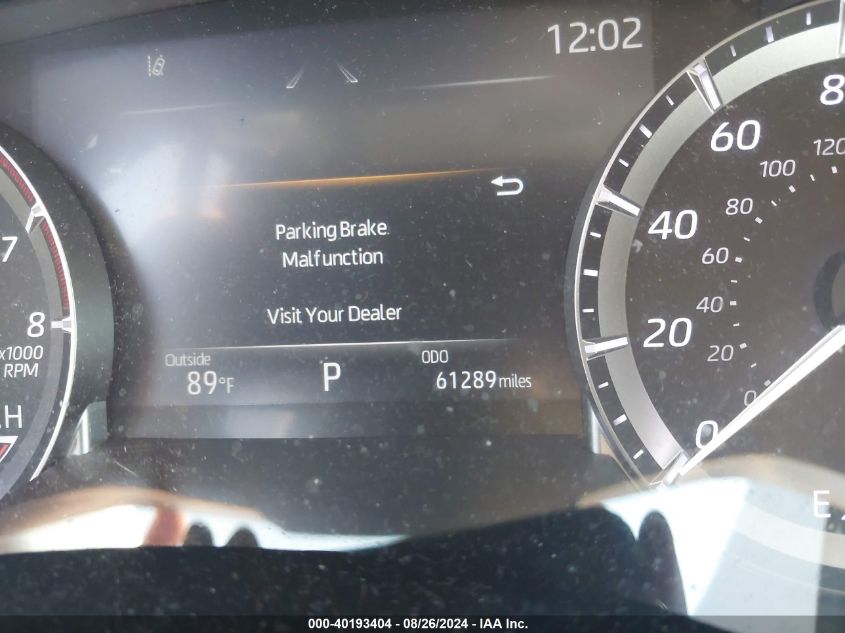 12:02
Parking Brake
Malfunction
Visit Your Dealer
Outside
89°F
P
ODO
61289 miles
7
8
x1000
RPM
H
80
60
40
20
0
120
100
80
60
40
20
0
E
000-40193404 - 08/26/2024 - IAA Inc.